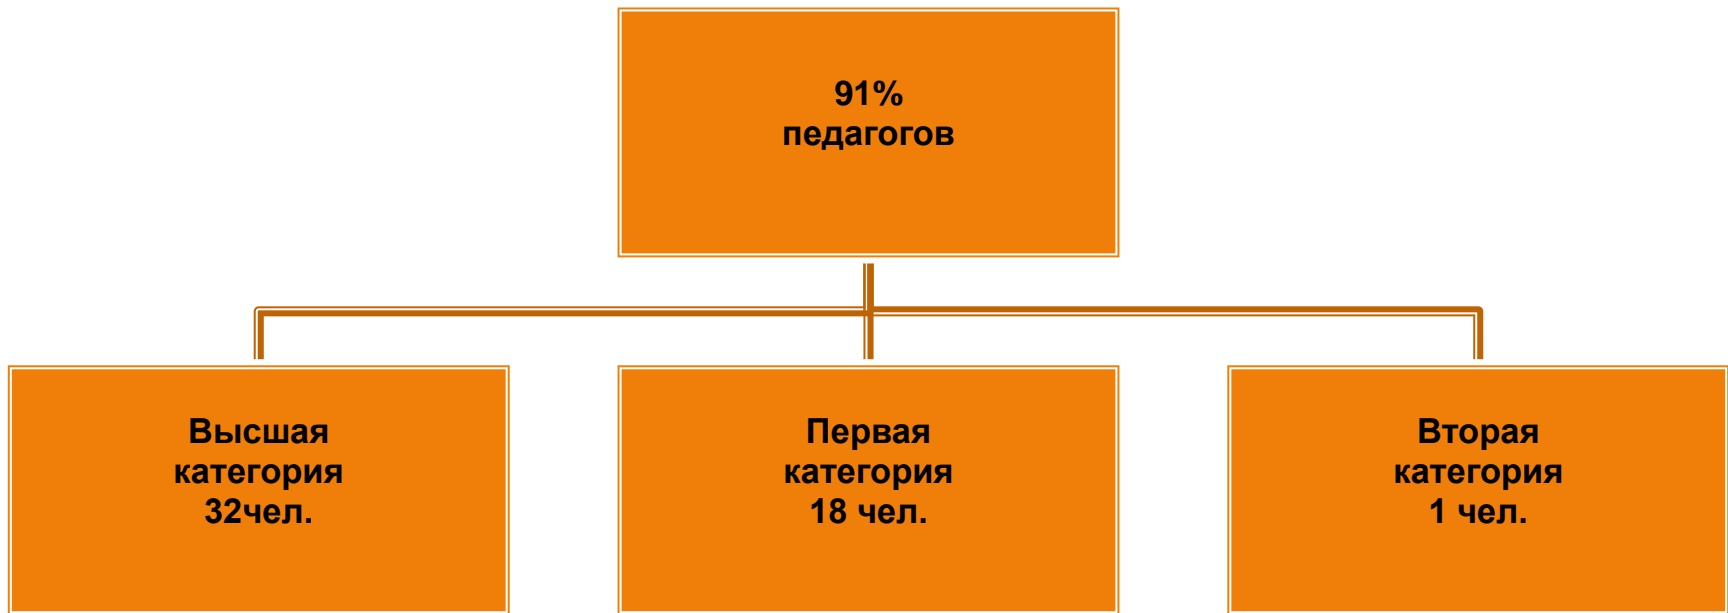 91%
педагогов
Высшая
категория
32чел.
Первая
категория
18 чел.
Вторая
категория
1 чел.